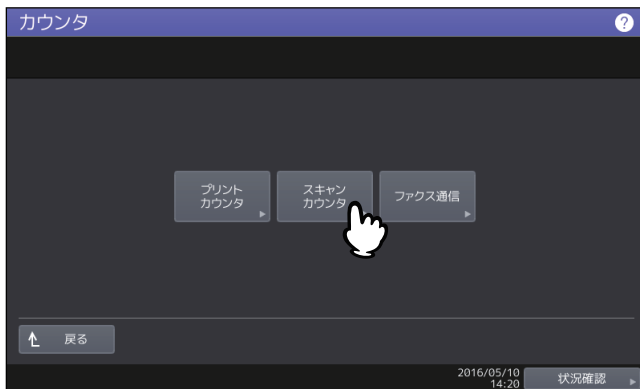 カウンタ
?
プリント
カウンタ
スキャン
カウンタ
ファクス通信
戻る
2016/05/10
14:20
状況確認